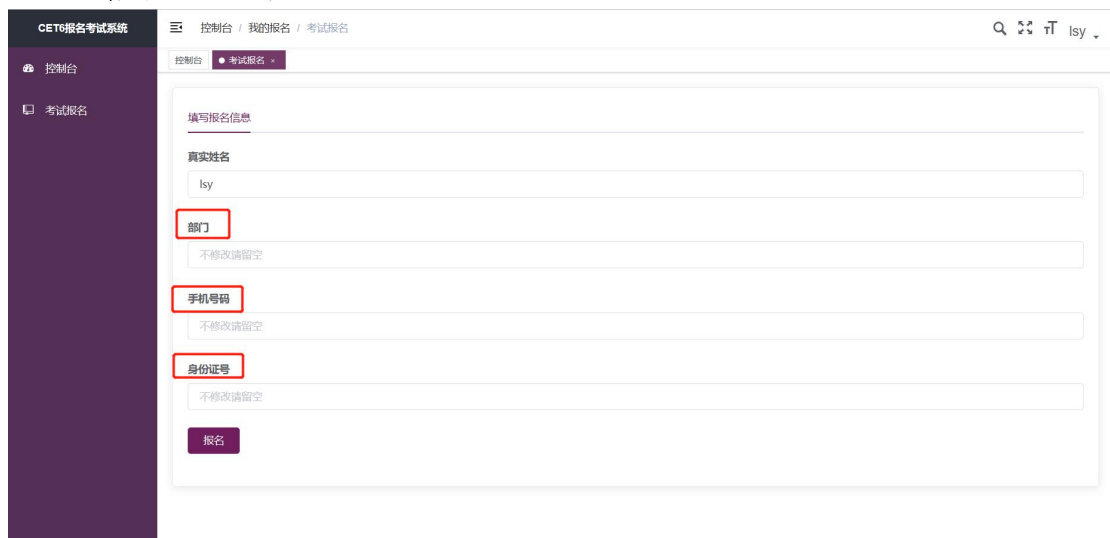 CET6报名考试系统
控制台 / 我的报名 / 考试报名
lsy
控制台
考试报名 ×
控制台
考试报名
填写报名信息
真实姓名
lsy
部门
不修改请留空
手机号码
不修改请留空
身份证号
不修改请留空
报名